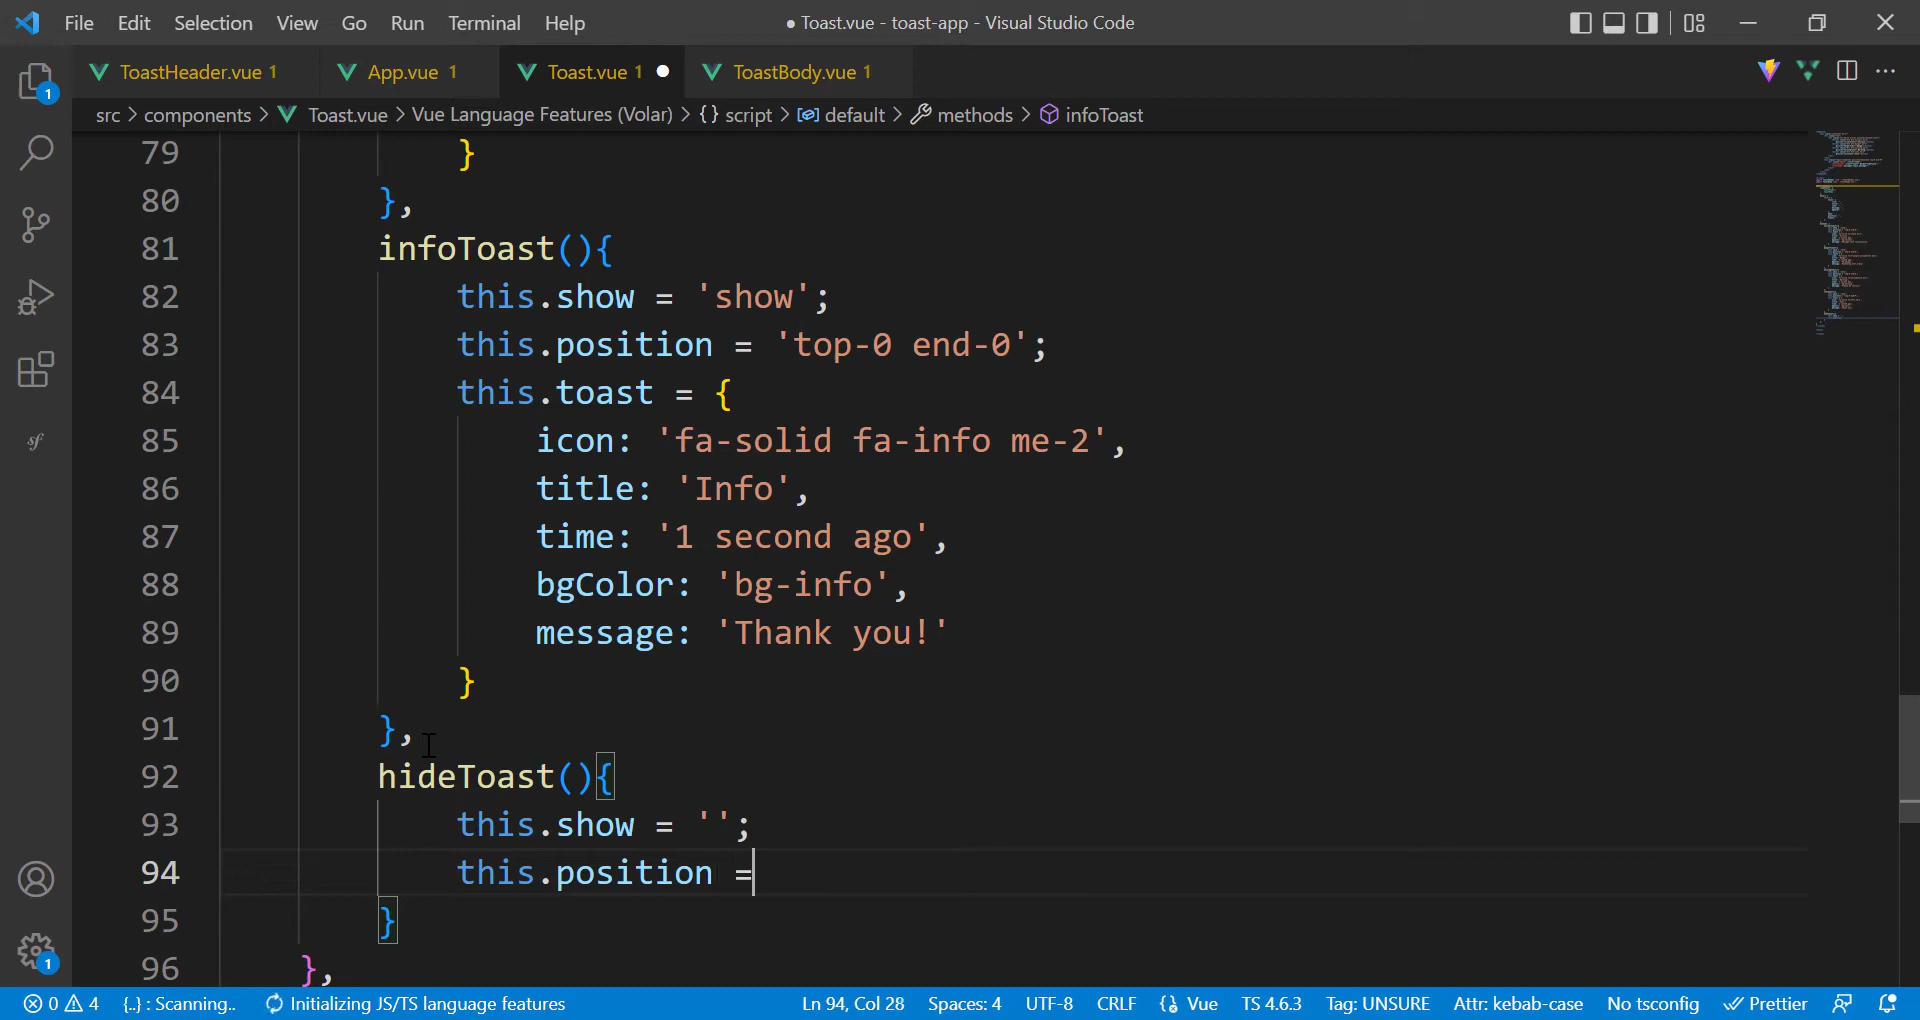 File Edit Selection View Go Run Terminal Help ● Toast.vue - toast-app - Visual Studio Code
ToastHeader.vue 1 App.vue 1 Toast.vue 1 ● ToastBody.vue 1
src > components > Toast.vue > Vue Language Features (Volar) > {} script > default > methods > infoToast
79 }
80 },
81 infoToast(){
82 this.show = 'show';
83 this.position = 'top-0 end-0';
84 this.toast = {
85 icon: 'fa-solid fa-info me-2',
86 title: 'Info',
87 time: '1 second ago',
88 bgColor: 'bg-info',
89 message: 'Thank you!'
90 }
91 },
92 hideToast(){
93 this.show = '';
94 this.position =
95 }
96 },
1
sf
1
0 4 {..} : Scanning.. Initializing JS/TS language features Ln 94, Col 28 Spaces: 4 UTF-8 CRLF {} Vue TS 4.6.3 Tag: UNSURE Attr: kebab-case No tsconfig Prettier